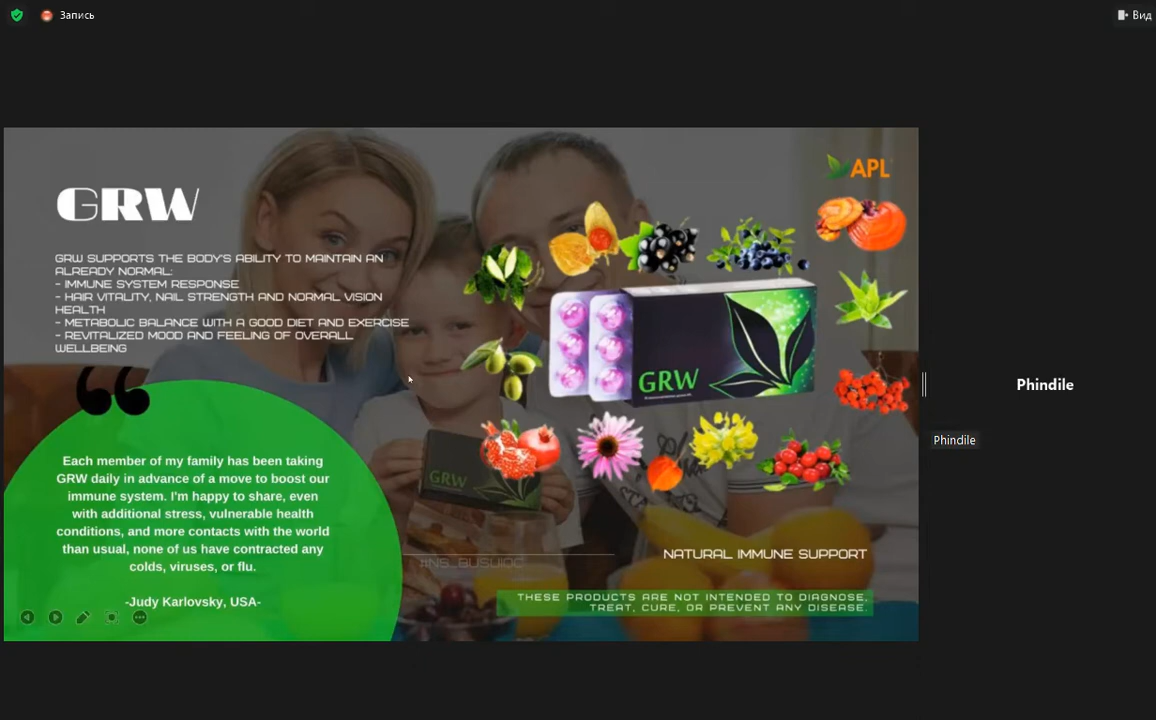 Запись
Вид
APL
GRW
GRW SUPPORTS THE BODY'S ABILITY TO MAINTAIN AN
ALREADY NORMAL:
- IMMUNE SYSTEM RESPONSE
- HAIR VITALITY, NAIL STRENGTH AND NORMAL VISION
HEALTH
- METABOLIC BALANCE WITH A GOOD DIET AND EXERCISE
- REVITALIZED MOOD AND FEELING OF OVERALL
WELLBEING
GRW
GRW
Each member of my family has been taking
GRW daily in advance of a move to boost our
immune system. I'm happy to share, even
with additional stress, vulnerable health
conditions, and more contacts with the world
than usual, none of us have contracted any
colds, viruses, or flu.
-Judy Karlovsky, USA-
NATURAL IMMUNE SUPPORT
THESE PRODUCTS ARE NOT INTENDED TO DIAGNOSE,
TREAT, CURE, OR PREVENT ANY DISEASE.
Phindile
Phindile